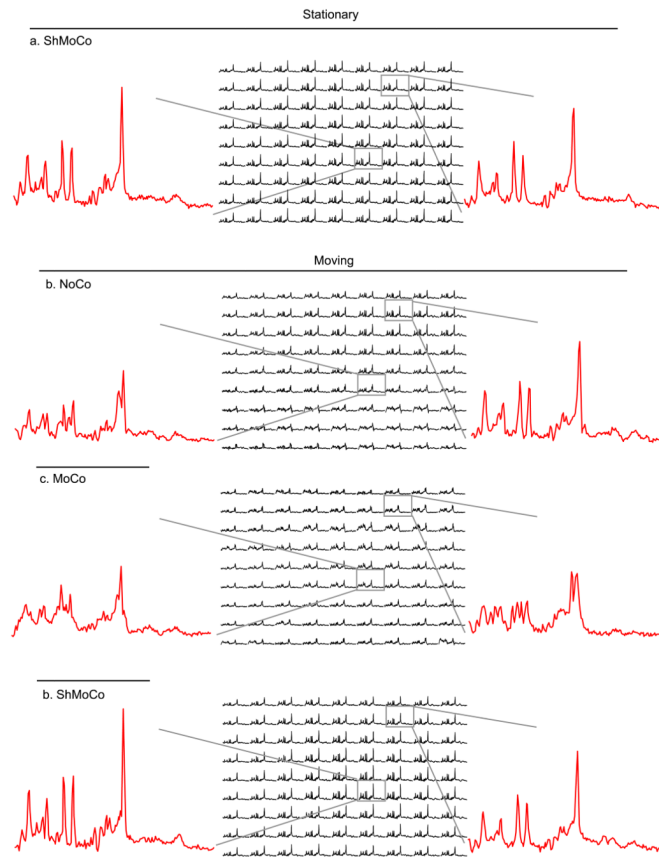 Stationary
a. ShMoCo
Moving
b. NoCo
c. MoCo
b. ShMoCo